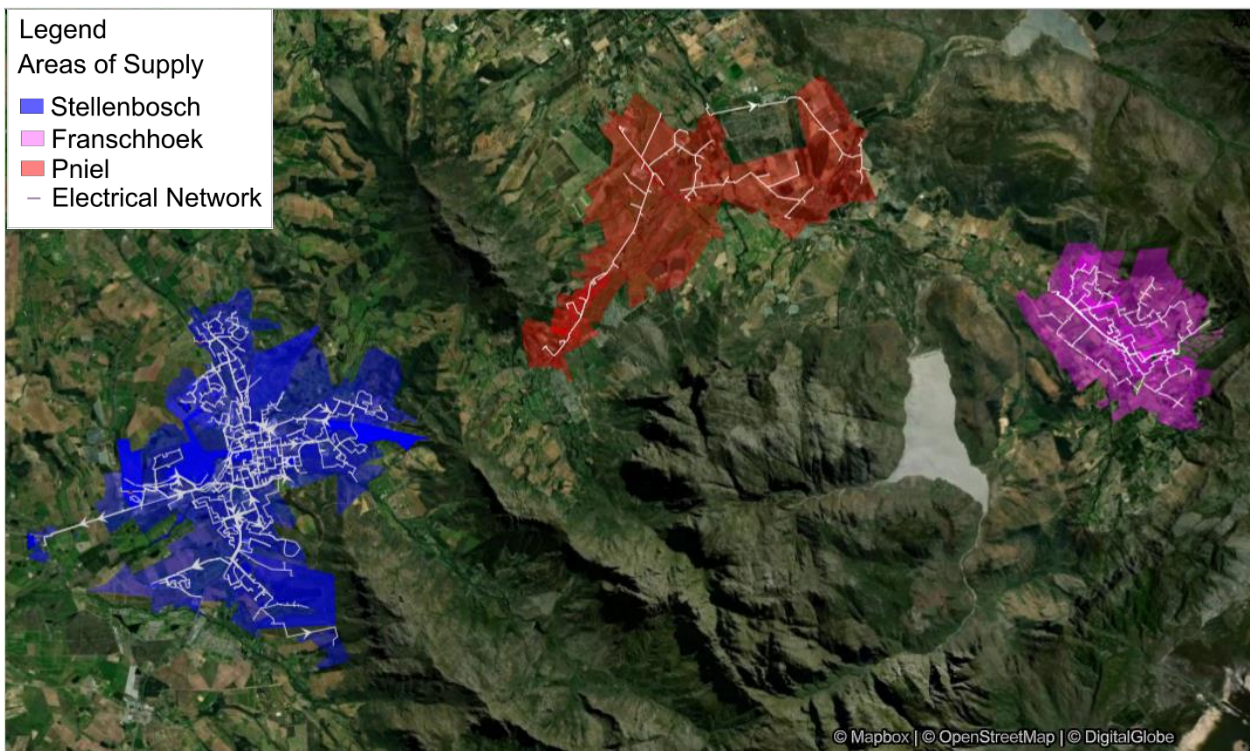 Legend
Areas of Supply
Stellenbosch
Franschhoek
Pniel
Electrical Network
© Mapbox | © OpenStreetMap | © DigitalGlobe